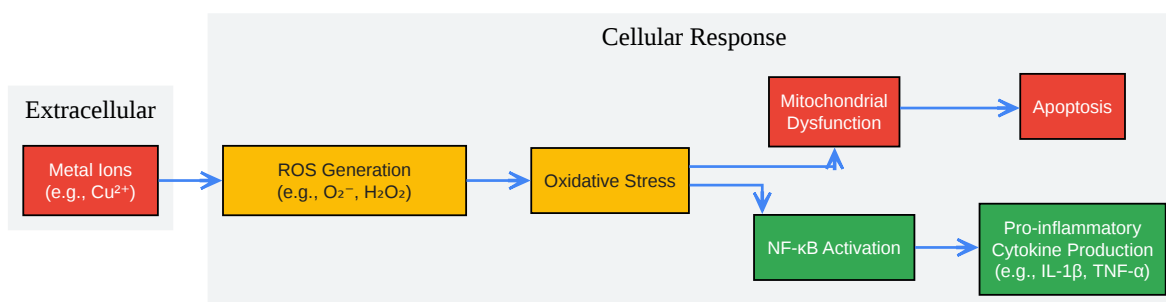 Cellular Response
Extracellular
Metal Ions
(e.g., Cu²⁺)
ROS Generation
(e.g., O₂⁻, H₂O₂)
Oxidative Stress
Mitochondrial
Dysfunction
Apoptosis
NF-κB Activation
Pro-inflammatory
Cytokine Production
(e.g., IL-1β, TNF-α)